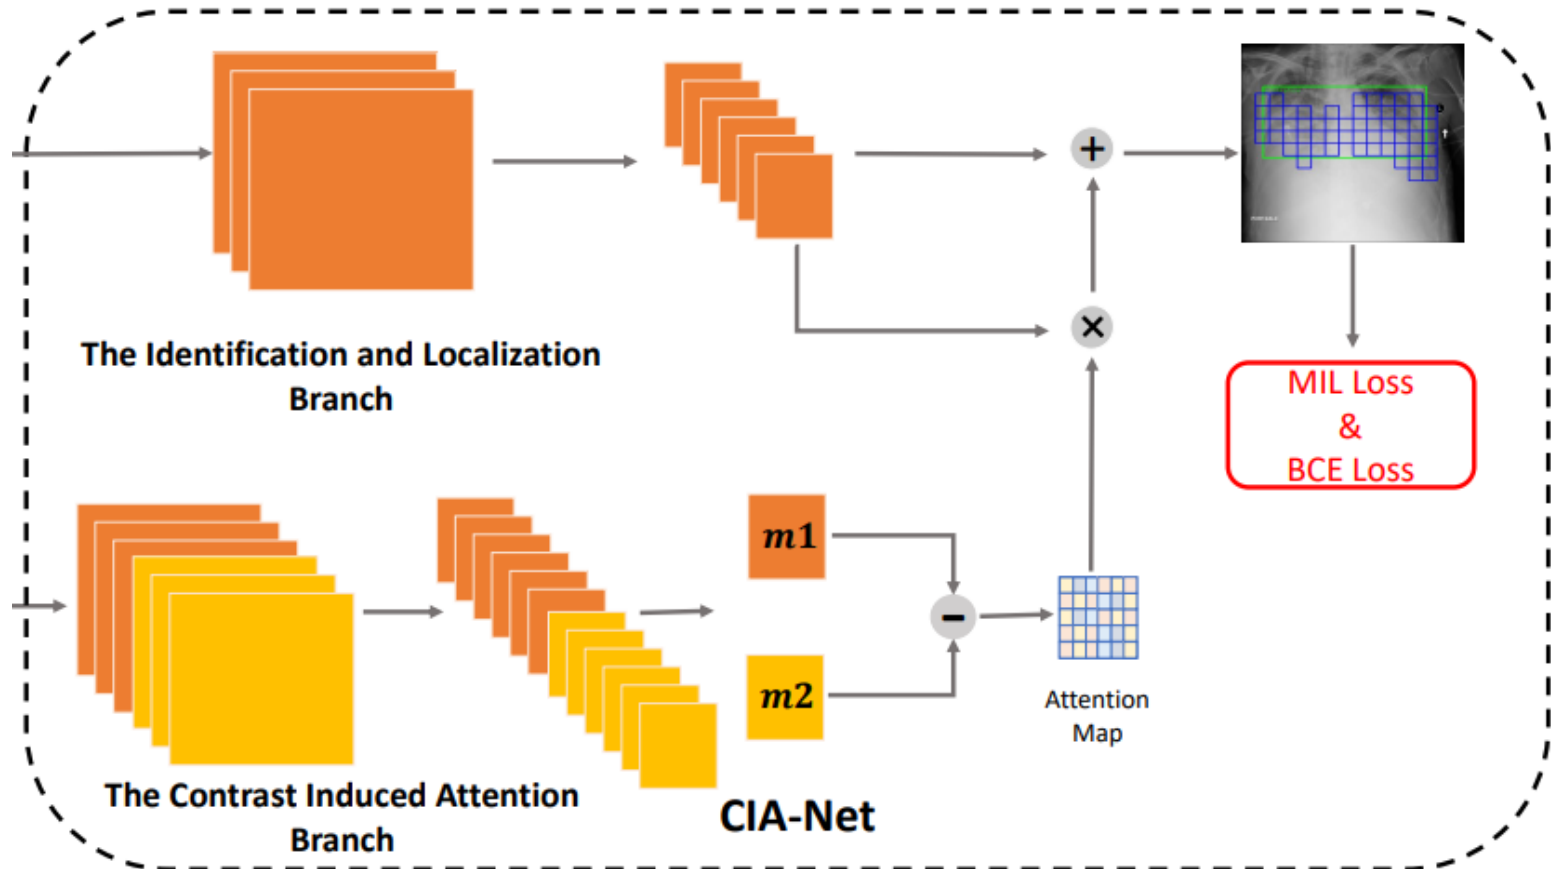 The Identification and Localization
Branch
+
×
MIL Loss
&
BCE Loss
m1
−
m2
Attention
Map
The Contrast Induced Attention
Branch
CIA-Net